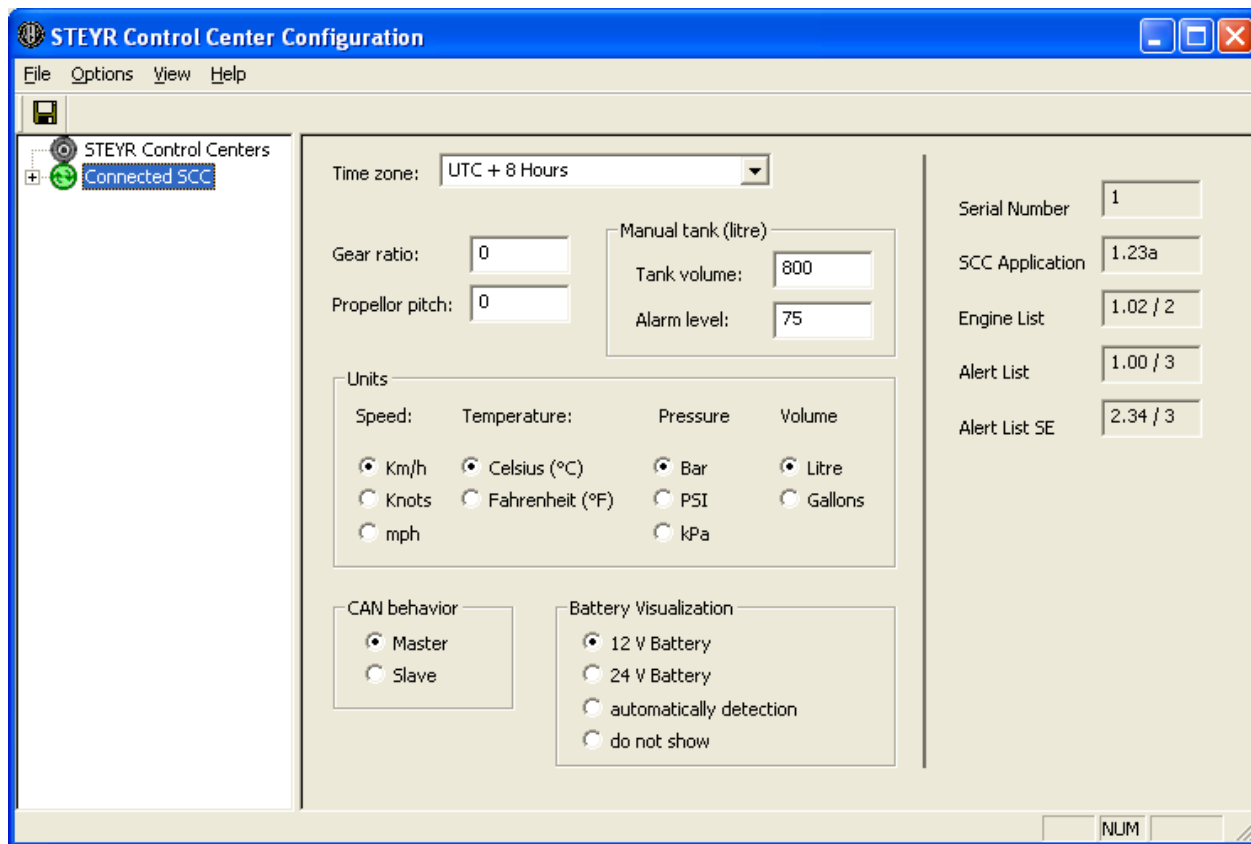 STEYR Control Center Configuration
File Options View Help
STEYR Control Centers
Connected SCC
Time zone: UTC + 8 Hours
Gear ratio: 0
Propellor pitch: 0
Manual tank (litre)
Tank volume: 800
Alarm level: 75
Units
Speed: Temperature: Pressure Volume
Km/h Celsius (°C) Bar Litre
Knots Fahrenheit (°F) PSI Gallons
mph kPa
CAN behavior
Master
Slave
Battery Visualization
12 V Battery
24 V Battery
automatically detection
do not show
Serial Number 1
SCC Application 1.23a
Engine List 1.02 / 2
Alert List 1.00 / 3
Alert List SE 2.34 / 3
NUM